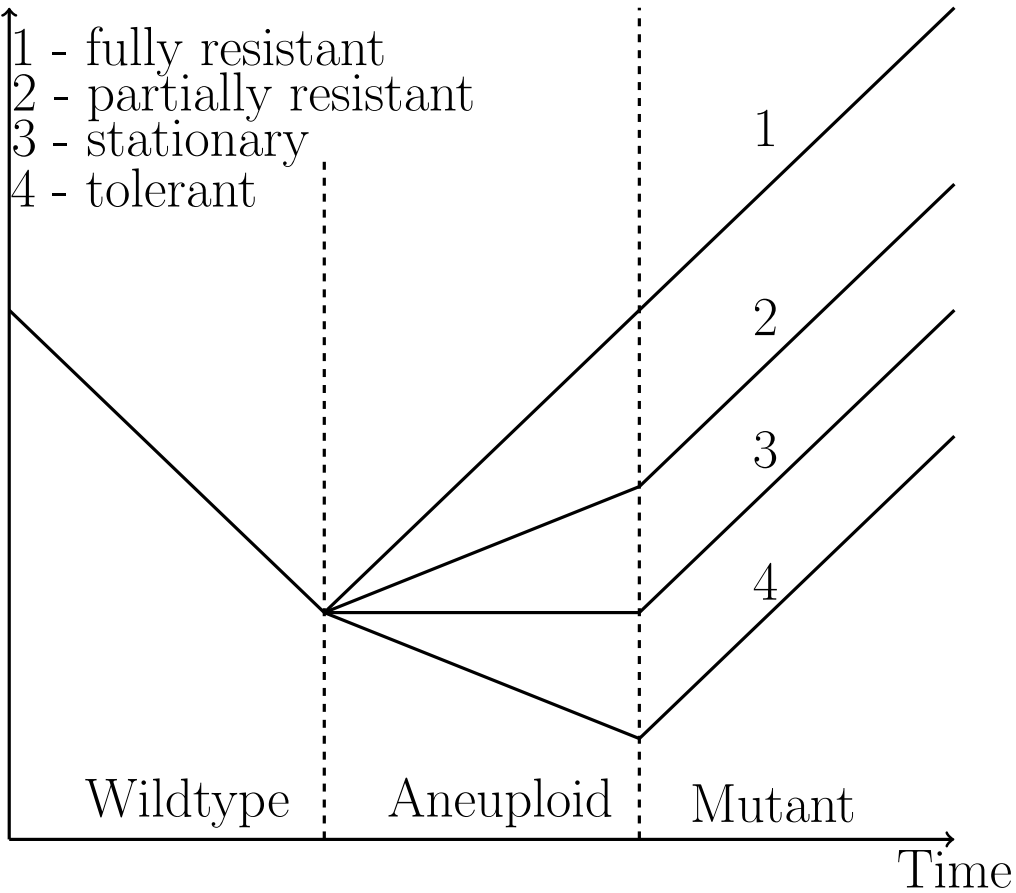 1 - fully resistant
2 - partially resistant
3 - stationary
4 - tolerant
1
2
3
4
Wildtype
Aneuploid
Mutant
Time